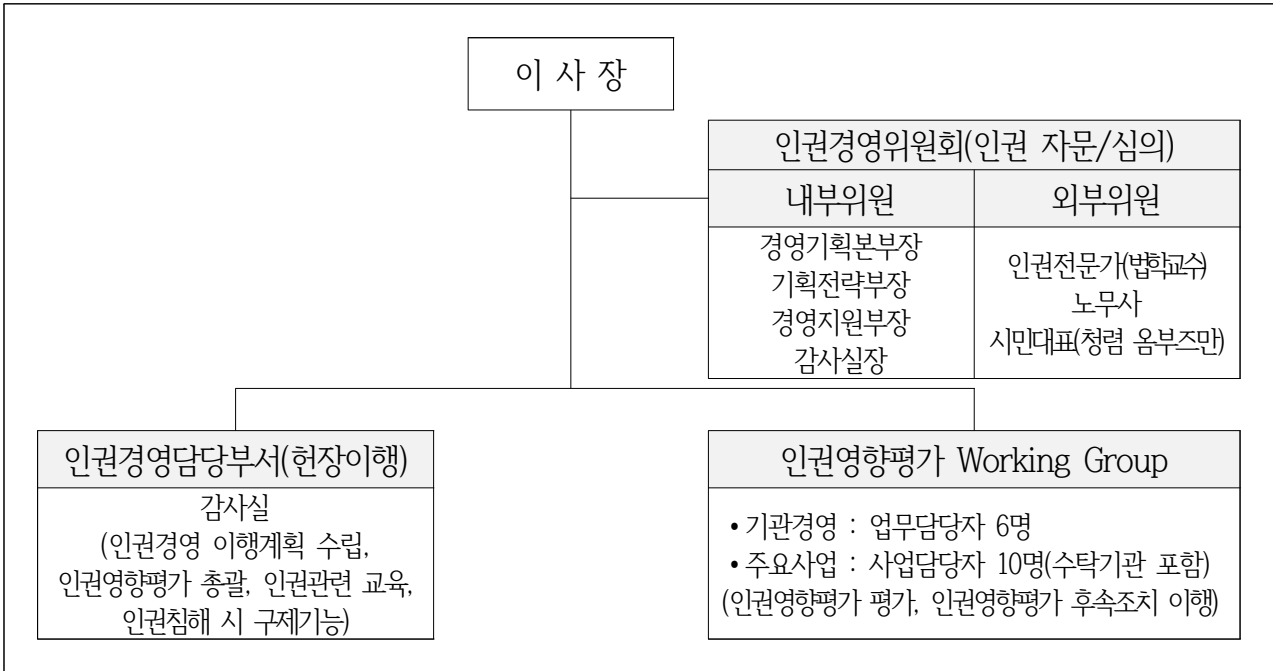 이 사 장
인권경영위원회(인권 자문/심의)
내부위원
외부위원
경영기획본부장
기획전략부장
경영지원부장
감사실장
인권전문가(법학교수)
노무사
시민대표(청렴 옴부즈만)
인권경영담당부서(헌장이행)
감사실
(인권경영 이행계획 수립,
인권영향평가 총괄, 인권관련 교육,
인권침해 시 구제기능)
인권영향평가 Working Group
• 기관경영 : 업무담당자 6명
• 주요사업 : 사업담당자 10명(수탁기관 포함)
(인권영향평가 평가, 인권영향평가 후속조치 이행)